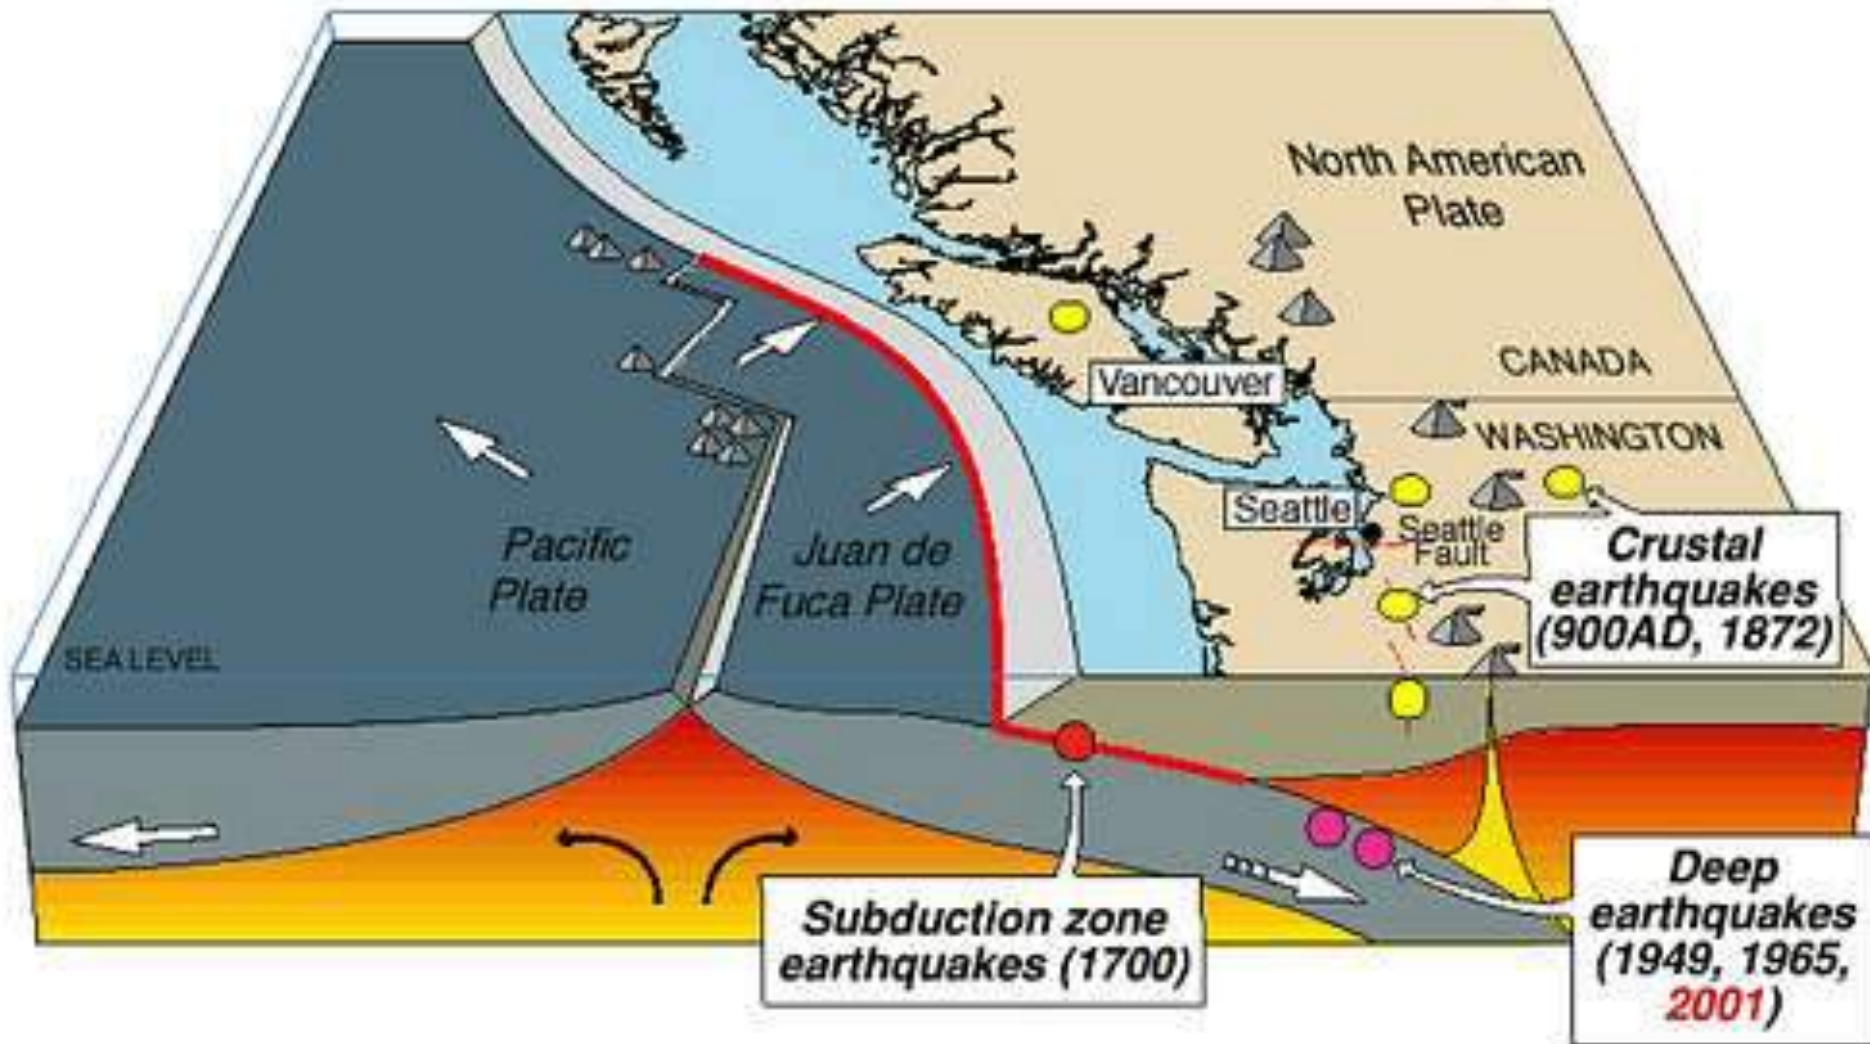 North American
Plate
CANADA
Vancouver
WASHINGTON
Seattle
Seattle
Fault
Crustal
earthquakes
(900AD, 1872)
Pacific
Plate
Juan de
Fuca Plate
SEA LEVEL
Subduction zone
earthquakes (1700)
Deep
earthquakes
(1949, 1965,
2001)